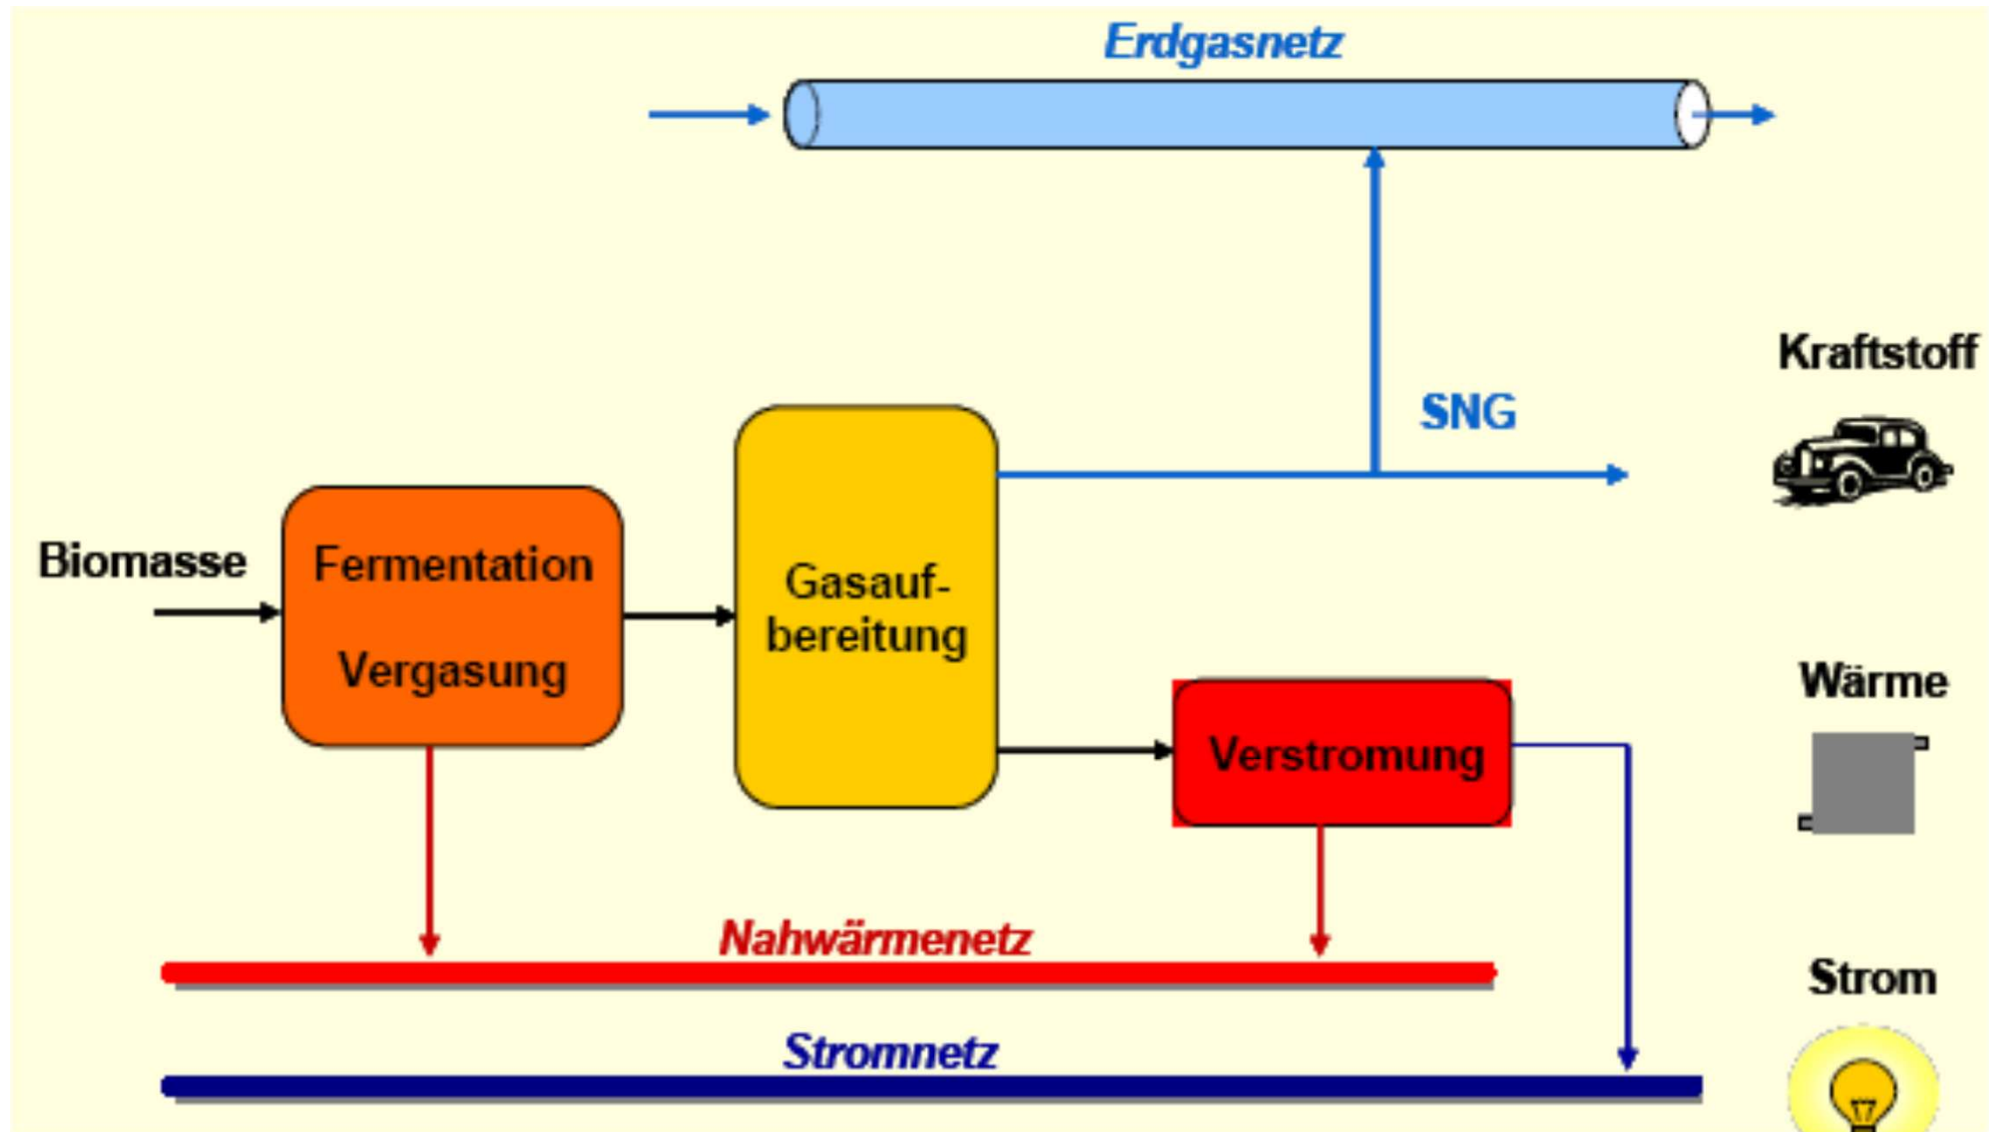 Erdgasnetz
Kraftstoff
SNG
Biomasse
Fermentation
Vergasung
Gasauf-
bereitung
Wärme
Verstromung
Nahwärmenetz
Strom
Stromnetz